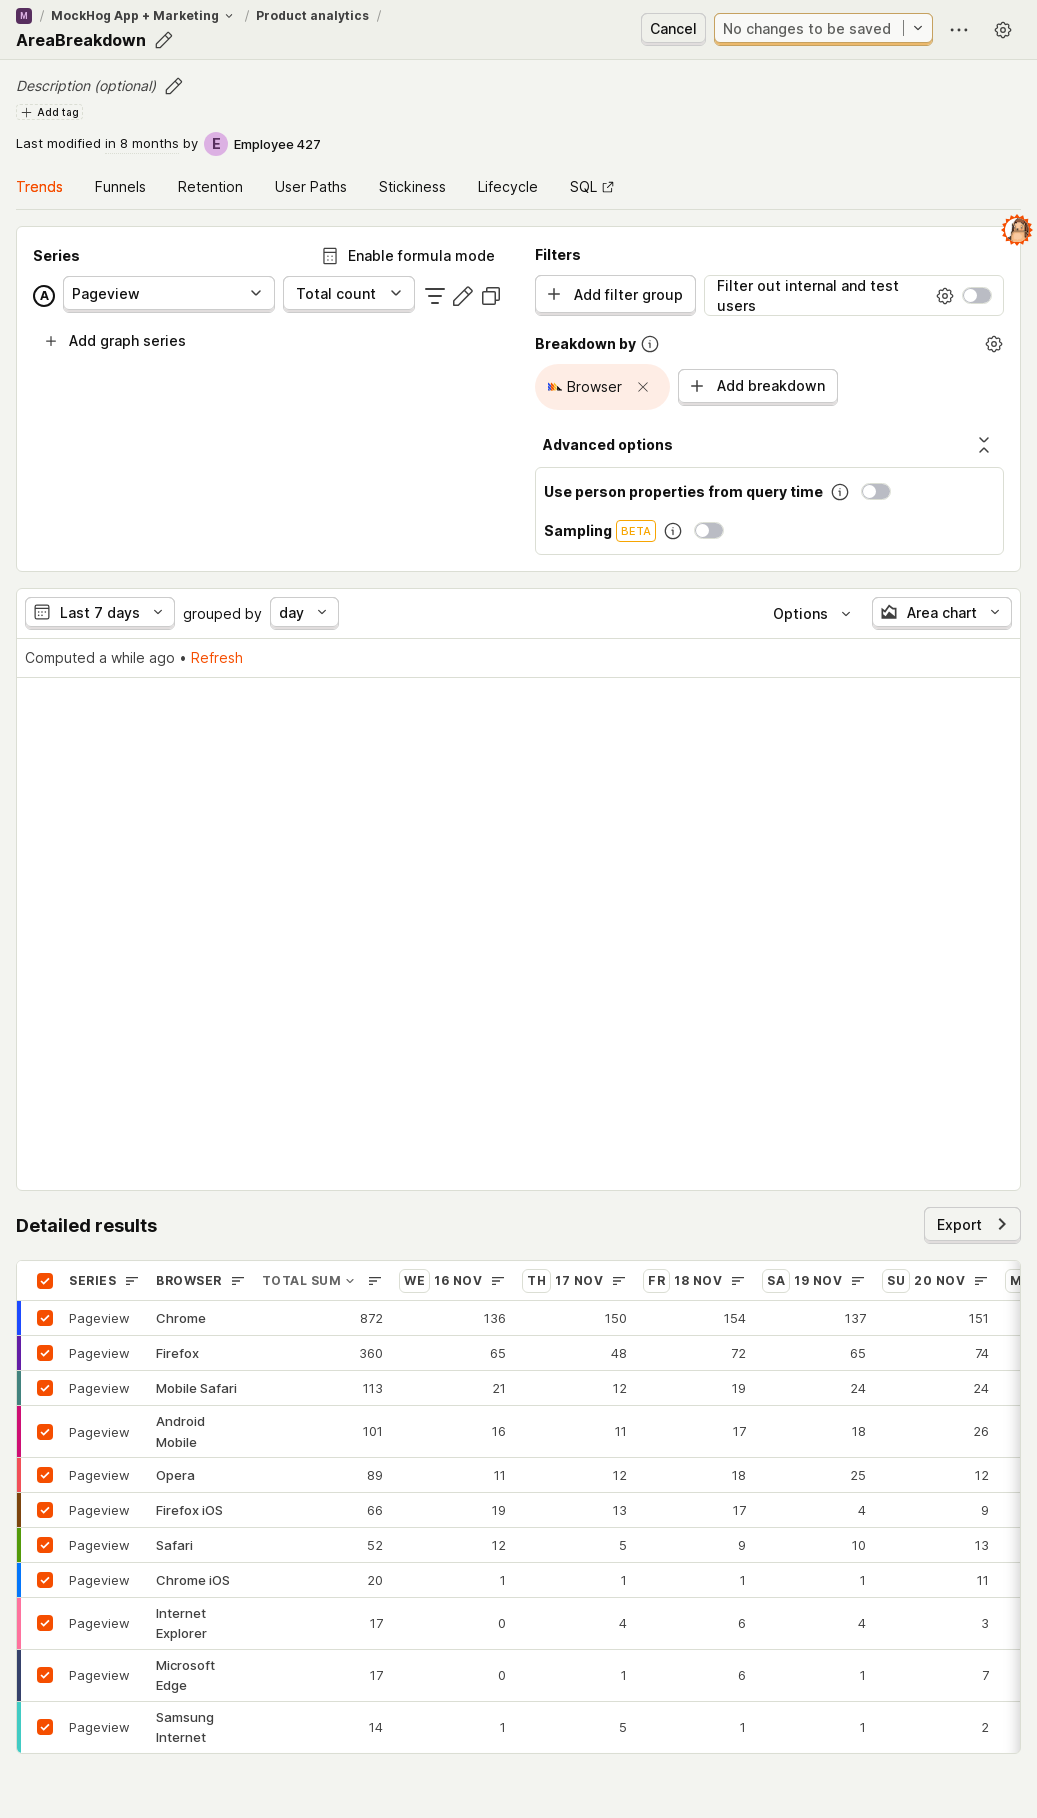 M / MockHog App + Marketing / Product analytics /
AreaBreakdown
Cancel
No changes to be saved
Description (optional)
Add tag
Last modified in 8 months by E Employee 427
Trends Funnels Retention User Paths Stickiness Lifecycle SQL
Series
Enable formula mode
A Pageview Total count
Add graph series
Filters
Add filter group
Filter out internal and test
users
Breakdown by
Browser
Add breakdown
Advanced options
Use person properties from query time
Sampling BETA
Last 7 days grouped by day Options Area chart
Computed a while ago • Refresh
Detailed results
Export
SERIES BROWSER TOTAL SUM WE 16 NOV TH 17 NOV FR 18 NOV SA 19 NOV SU 20 NOV M
Pageview Chrome 872 136 150 154 137 151
Pageview Firefox 360 65 48 72 65 74
Pageview Mobile Safari 113 21 12 19 24 24
Pageview Android Mobile 101 16 11 17 18 26
Pageview Opera 89 11 12 18 25 12
Pageview Firefox iOS 66 19 13 17 4 9
Pageview Safari 52 12 5 9 10 13
Pageview Chrome iOS 20 1 1 1 1 11
Pageview Internet Explorer 17 0 4 6 4 3
Pageview Microsoft Edge 17 0 1 6 1 7
Pageview Samsung Internet 14 1 5 1 1 2